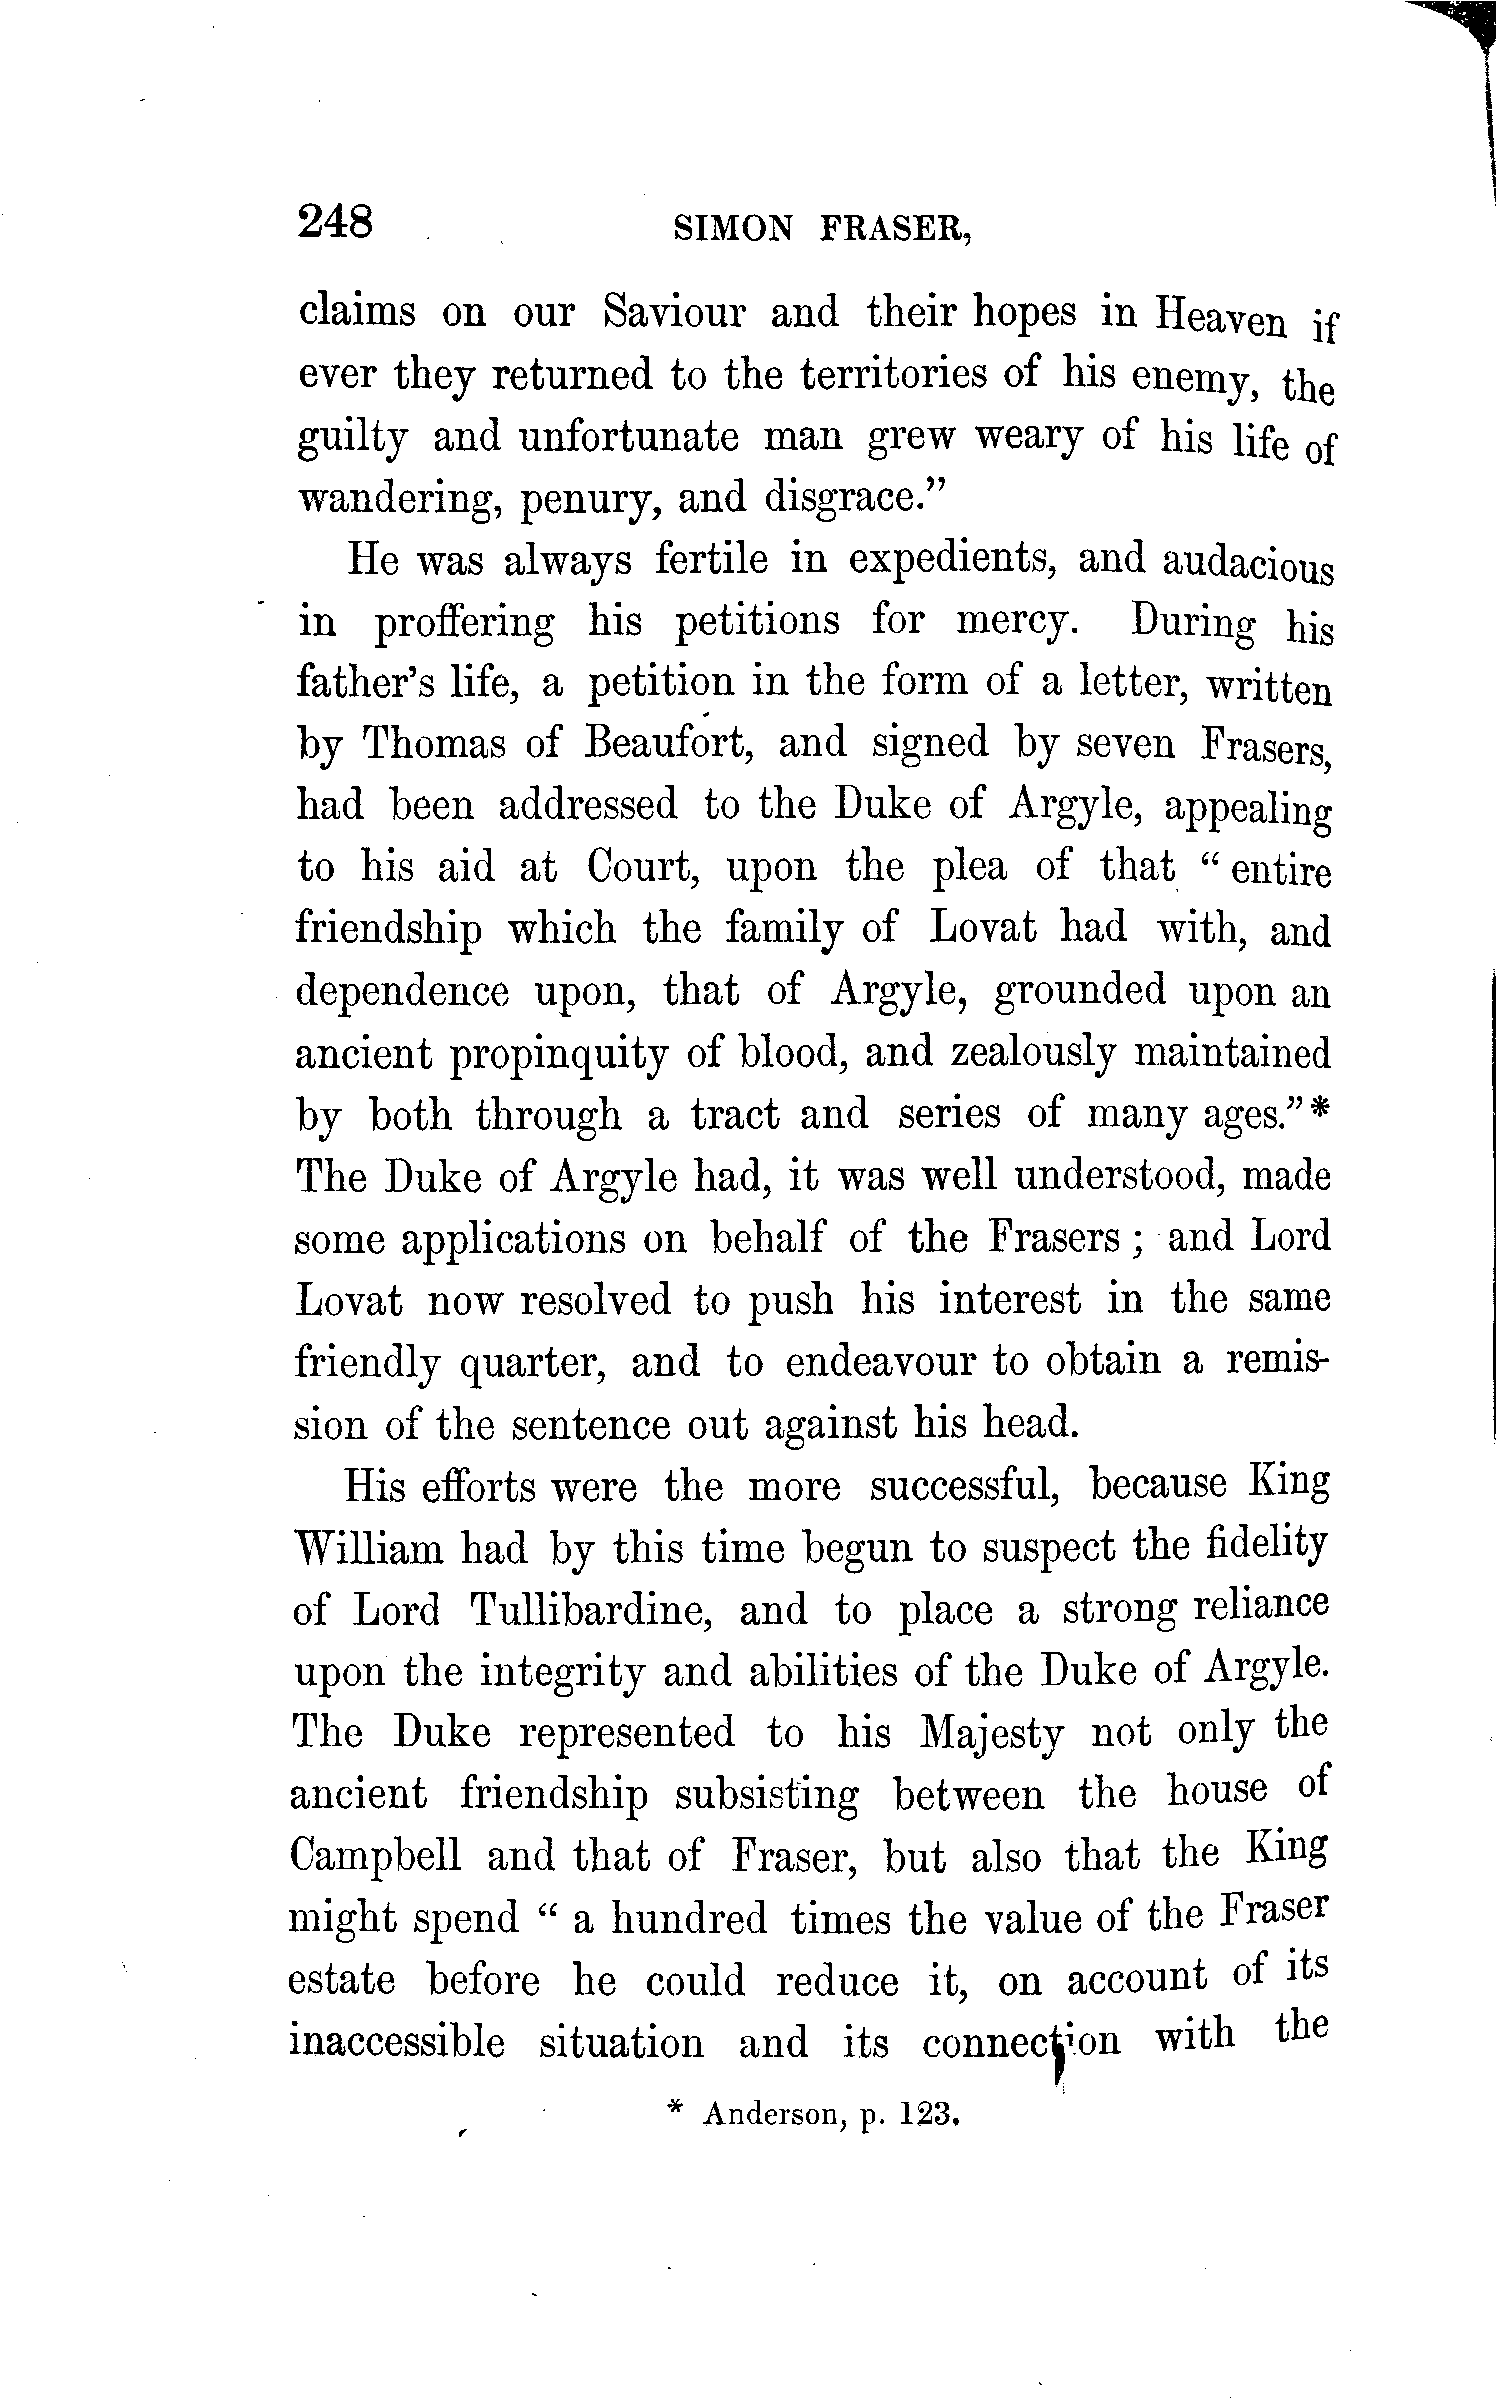 248 SIMON FRASER,
claims on our Saviour and their hopes in Heaven if
ever they returned to the territories of his enemy, the
guilty and unfortunate man grew weary of his life of
wandering, penury, and disgrace.”
He was always fertile in expedients, and audacious
in proffering his petitions for mercy. During his
father's life, a petition in the form of a letter, written
by Thomas of Beaufort, and signed by seven Frasers,
had been addressed to the Duke of Argyle, appealing
to his aid at Court, upon the plea of that “ entire
friendship which the family of Lovat had with, and
dependence upon, that of Argyle, grounded upon an
ancient propinquity of blood, and zealously maintained
by both through a tract and series of many ages.”*
The Duke of Argyle had, it was well understood, made
some applications on behalf of the Frasers ; and Lord
Lovat now resolved to push his interest in the same
friendly quarter, and to endeavour to obtain a remis-
sion of the sentence out against his head.
His efforts were the more successful, because King
William had by this time begun to suspect the fidelity
of Lord Tullibardine, and to place a strong reliance
upon the integrity and abilities of the Duke of Argyle.
The Duke represented to his Majesty not only the
ancient friendship subsisting between the house of
Campbell and that of Fraser, but also that the King
might spend “ a hundred times the value of the Fraser
estate before he could reduce it, on account of its
inaccessible situation and its connection with the
* Anderson, p. 123.